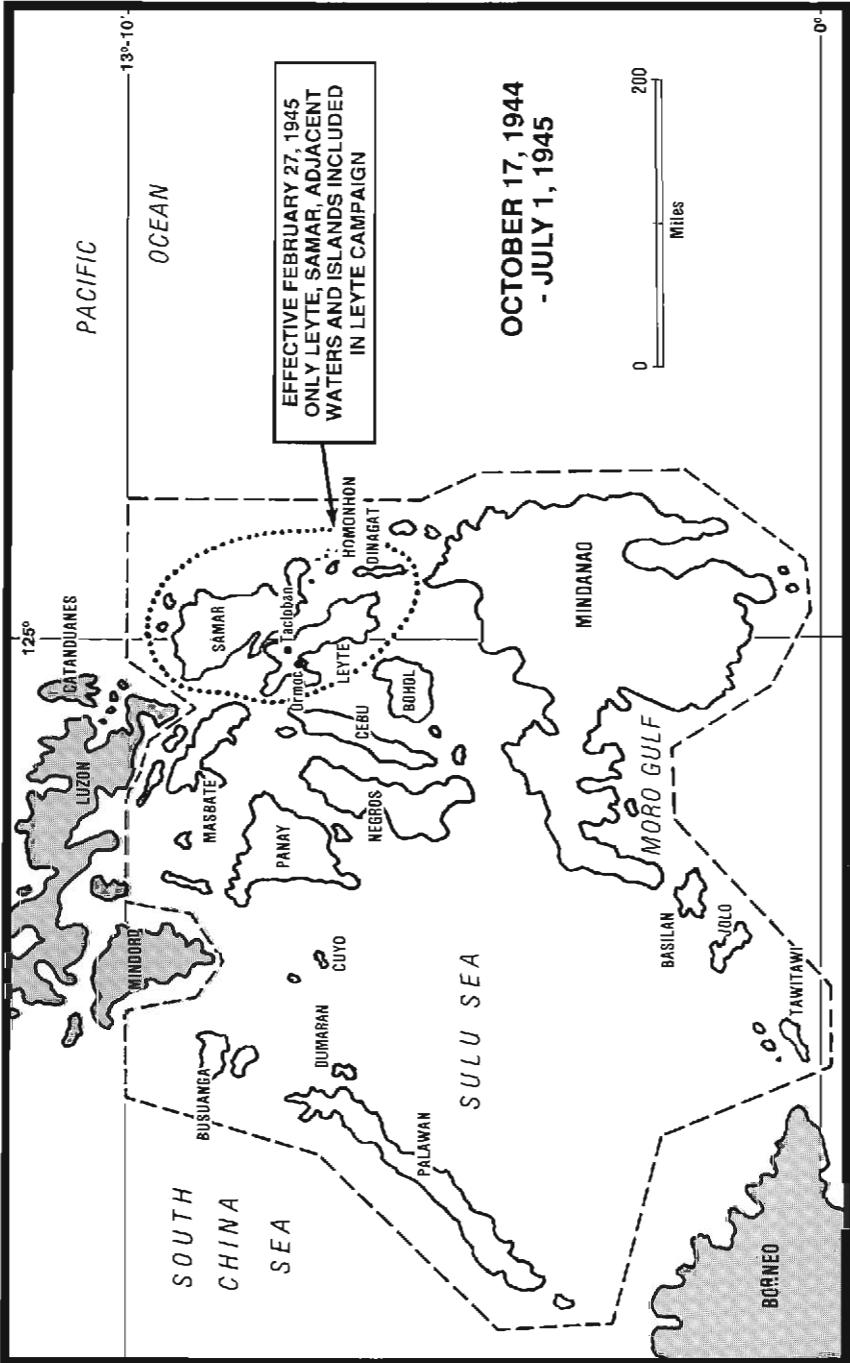 PACIFIC
OCEAN
13°-10'
125°
0°
CATANDUANES
LUZON
MINDORO
SAMAR
MASBATE
Tacloban
Ormoc
LEYTE
HOMONHON
DINAGAT
EFFECTIVE FEBRUARY 27, 1945
ONLY LEYTE, SAMAR, ADJACENT
WATERS AND ISLANDS INCLUDED
IN LEYTE CAMPAIGN
PANAY
CEBU
NEGROS
BOHOL
BUSUANGA
CUYO
DUMARAN
PALAWAN
SOUTH
CHINA
SEA
SULU SEA
MINDANAO
MORO GULF
BASILAN
JOLO
TAWITAWI
BORNEO
OCTOBER 17, 1944
- JULY 1, 1945
0
200
Miles